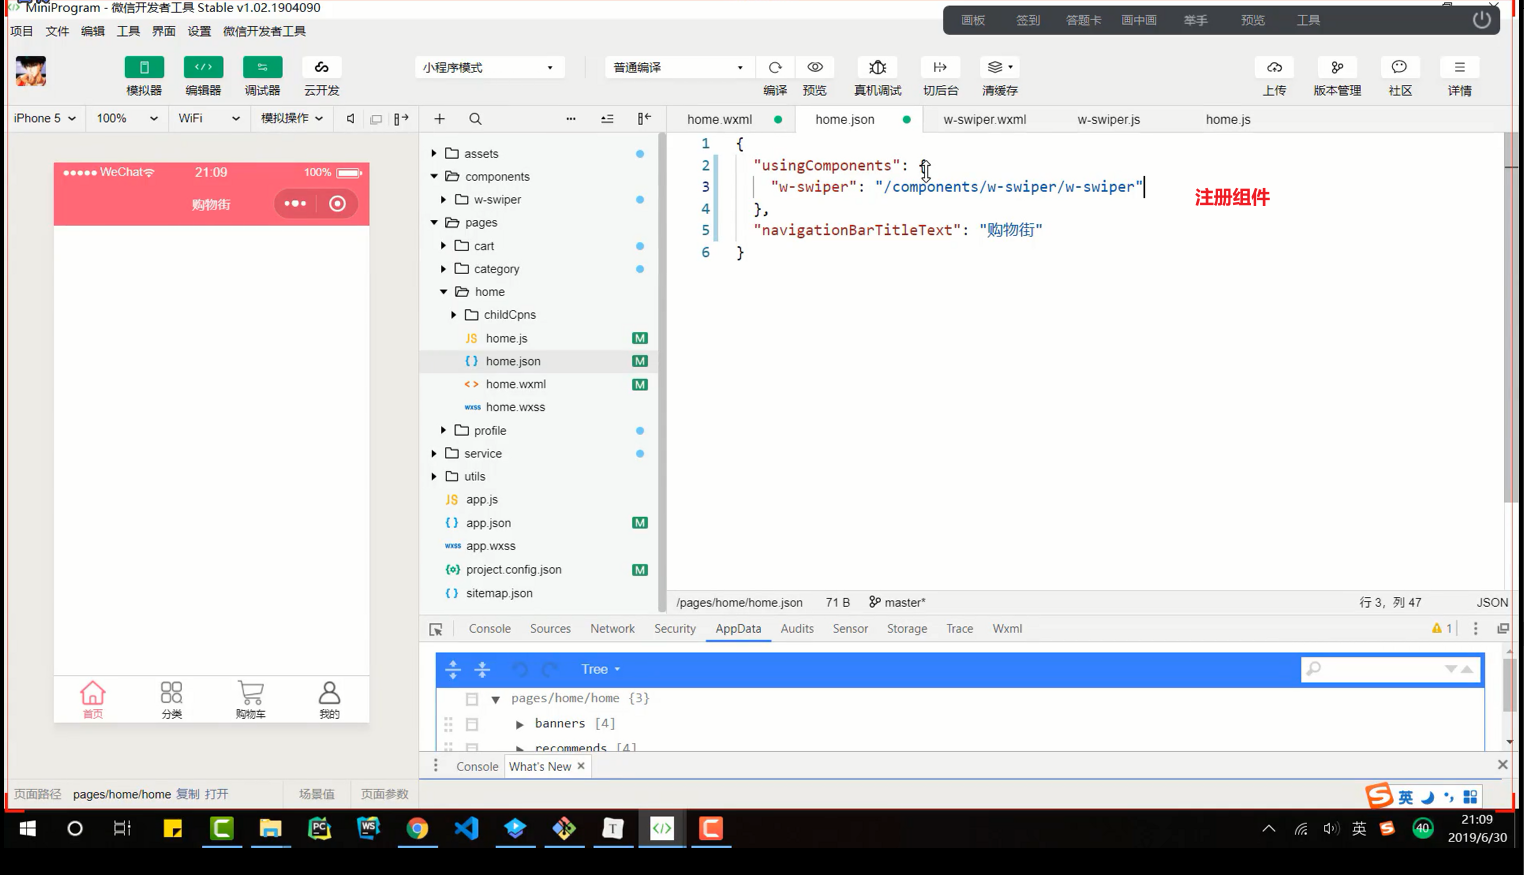 MiniProgram - 微信开发者工具 Stable v1.02.1904090
画板 签到 答题卡 画中画 举手 预览 工具
项目 文件 编辑 工具 界面 设置 微信开发者工具
小程序模式 普通编译
模拟器 编辑器 调试器 云开发 编译 预览 真机调试 切后台 清缓存 上传 版本管理 社区 详情
iPhone 5 100% WiFi 模拟操作
home.wxml home.json w-swiper.wxml w-swiper.js home.js
WeChat 21:09 100%
购物街
首页 分类 购物车 我的
assets
components
w-swiper
pages
cart
category
home
childCpns
JS home.js M
{ } home.json M
< > home.wxml M
wxss home.wxss
profile
service
utils
JS app.js
{ } app.json M
wxss app.wxss
project.config.json M
{ } sitemap.json
1 {
2 "usingComponents": {
3 "w-swiper": "/components/w-swiper/w-swiper"
4 },
5 "navigationBarTitleText": "购物街"
6 }
注册组件
/pages/home/home.json 71 B master* 行 3，列 47 JSON
Console Sources Network Security AppData Audits Sensor Storage Trace Wxml 1
Tree
pages/home/home {3}
banners [4]
recommends [4]
Console What's New
页面路径 pages/home/home 复制 打开 场景值 页面参数
英
英 40 21:09
2019/6/30